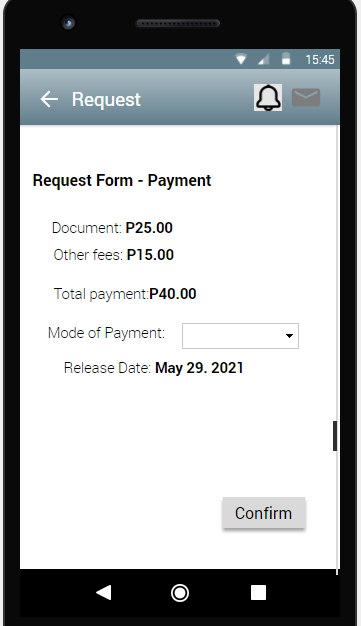 15:45
Request
Request Form - Payment
Document: P25.00
Other fees: P15.00
Total payment:P40.00
Mode of Payment:
Release Date: May 29. 2021
Confirm